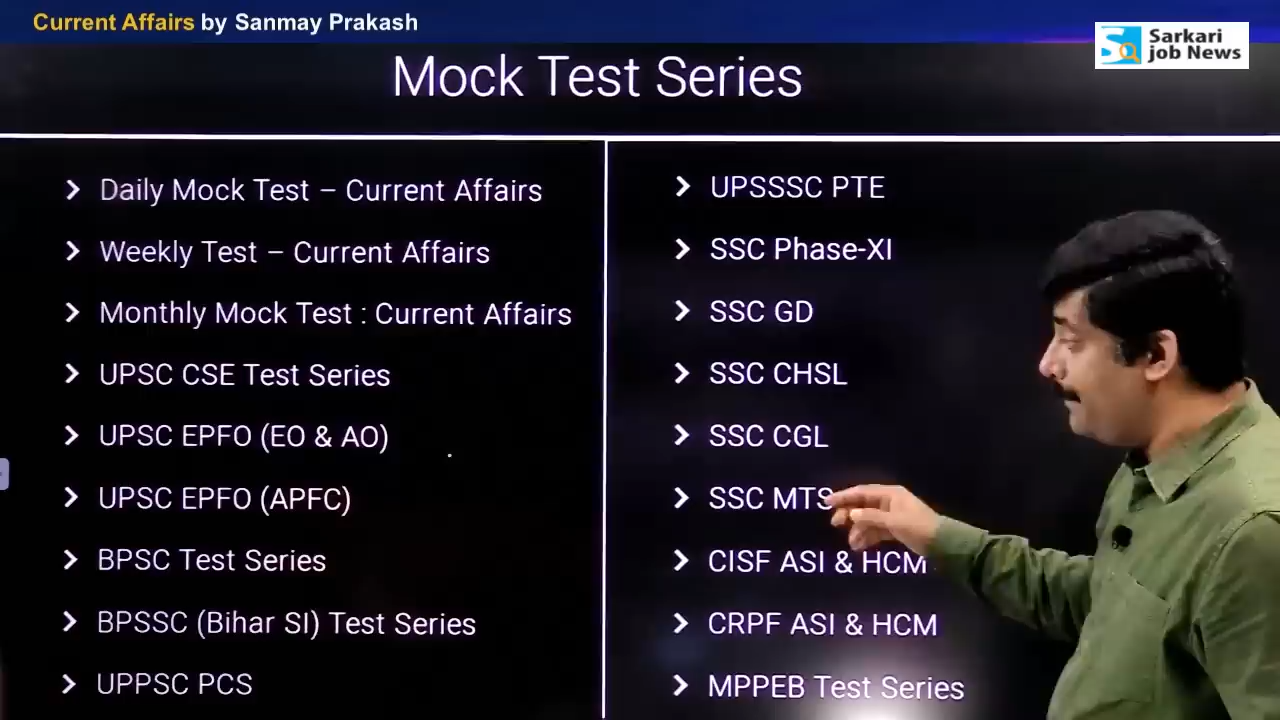 Current Affairs by Sanmay Prakash
Sarkari
job News
Mock Test Series
Daily Mock Test – Current Affairs
Weekly Test – Current Affairs
Monthly Mock Test : Current Affairs
UPSC CSE Test Series
UPSC EPFO (EO & AO)
UPSC EPFO (APFC)
BPSC Test Series
BPSSC (Bihar SI) Test Series
UPPSC PCS
UPSSSC PTE
SSC Phase-XI
SSC GD
SSC CHSL
SSC CGL
SSC MTS
CISF ASI & HCM
CRPF ASI & HCM
MPPEB Test Series